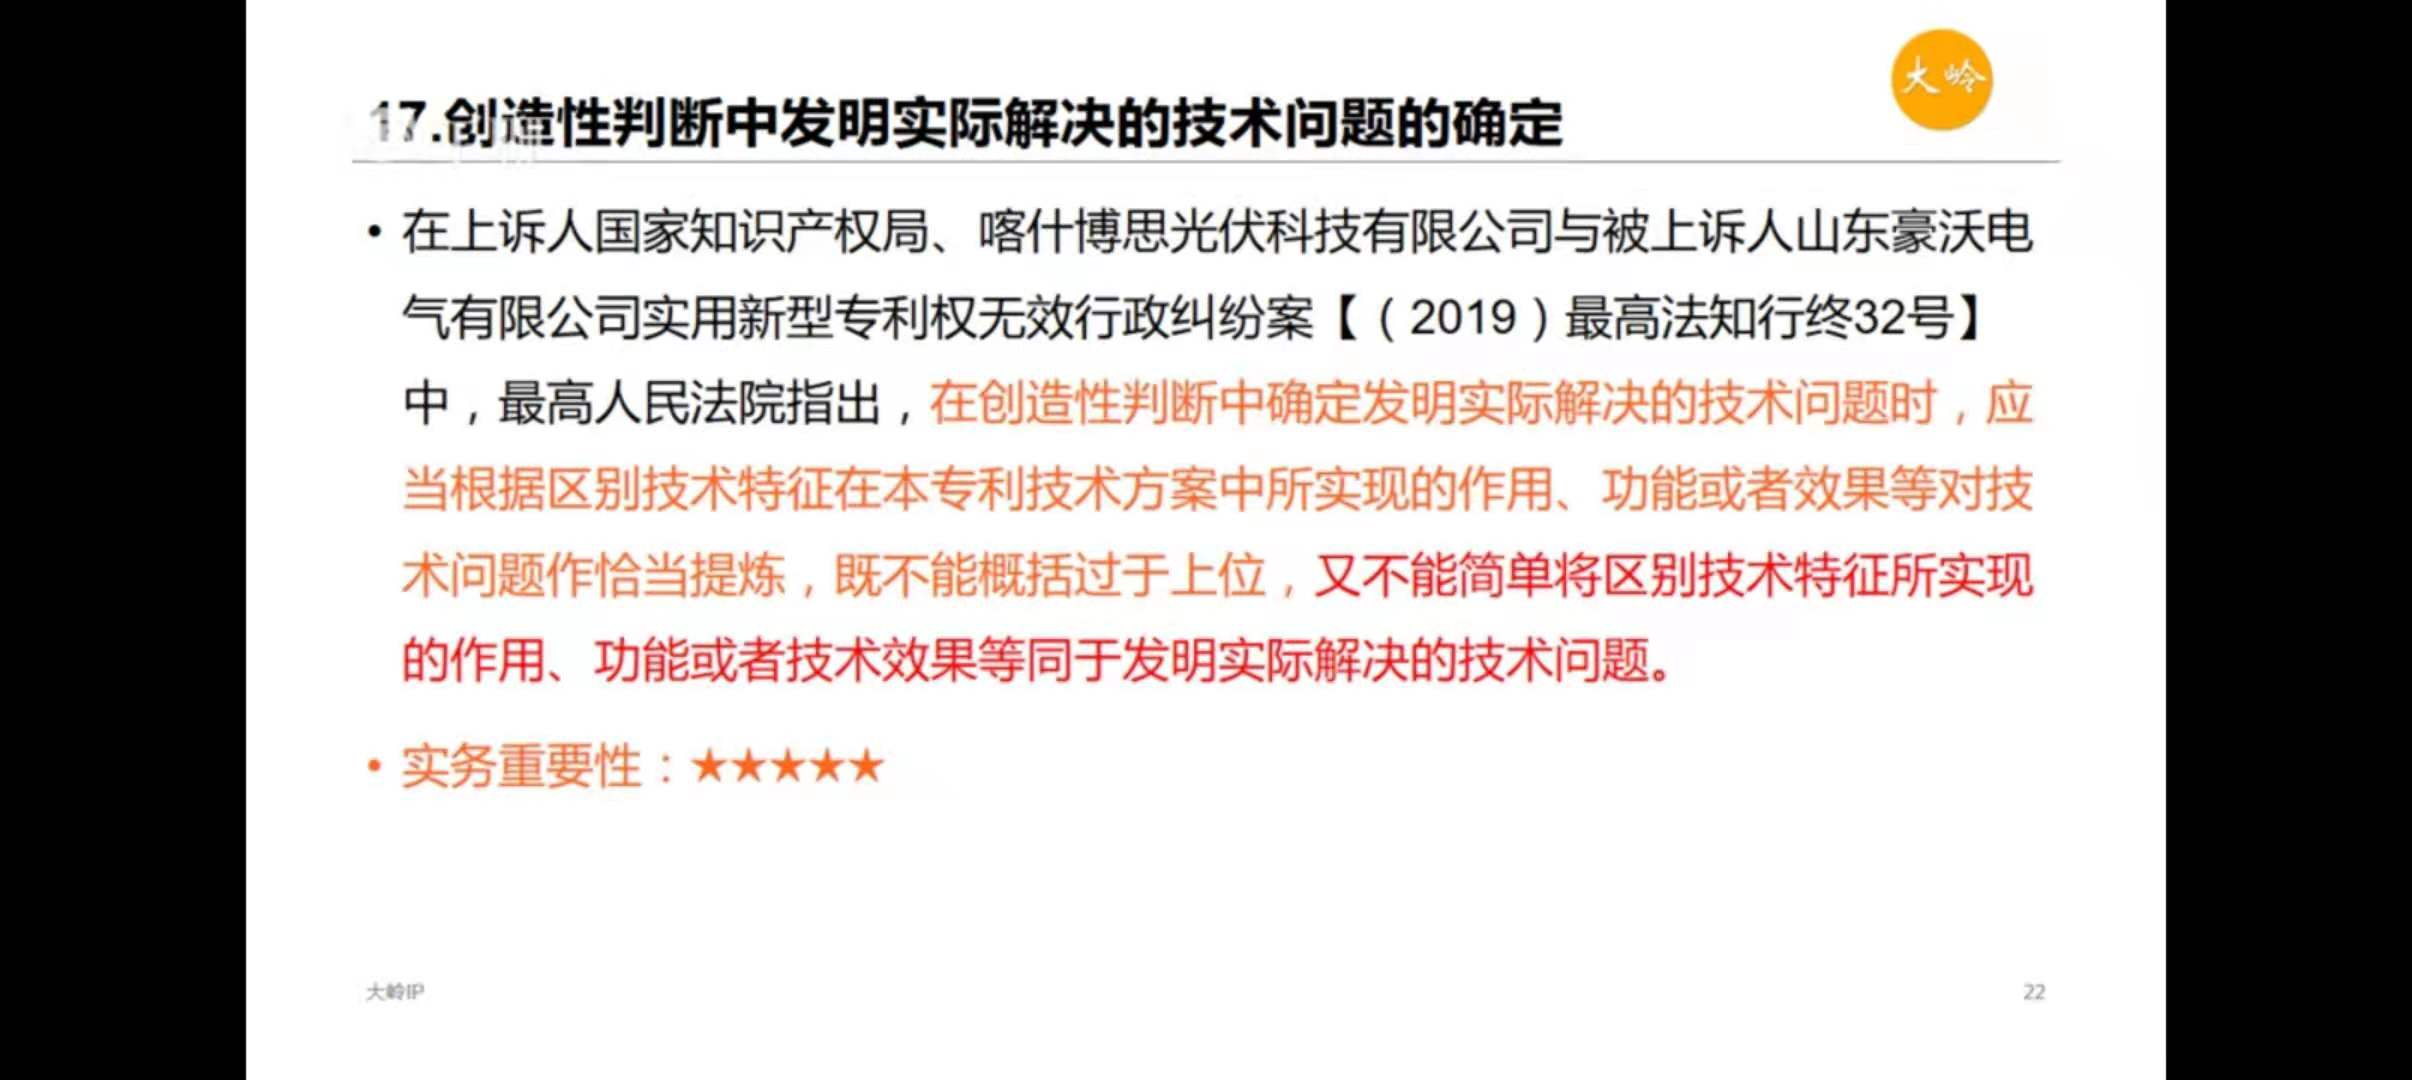 大岭
17.创造性判断中发明实际解决的技术问题的确定
• 在上诉人国家知识产权局、喀什博思光伏科技有限公司与被上诉人山东豪沃电
气有限公司实用新型专利权无效行政纠纷案【（2019）最高法知行终32号】
中，最高人民法院指出，在创造性判断中确定发明实际解决的技术问题时，应
当根据区别技术特征在本专利技术方案中所实现的作用、功能或者效果等对技
术问题作恰当提炼，既不能概括过于上位，又不能简单将区别技术特征所实现
的作用、功能或者技术效果等同于发明实际解决的技术问题。
• 实务重要性：★★★★★
大岭IP
22